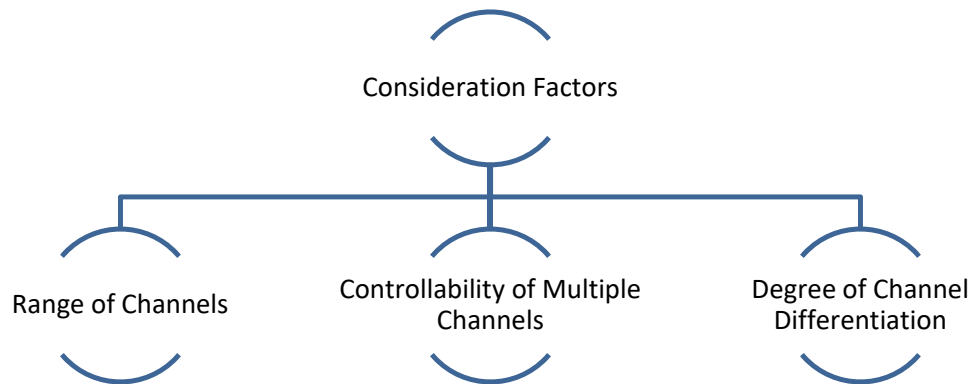 Consideration Factors
Range of Channels
Controllability of Multiple
Channels
Degree of Channel
Differentiation